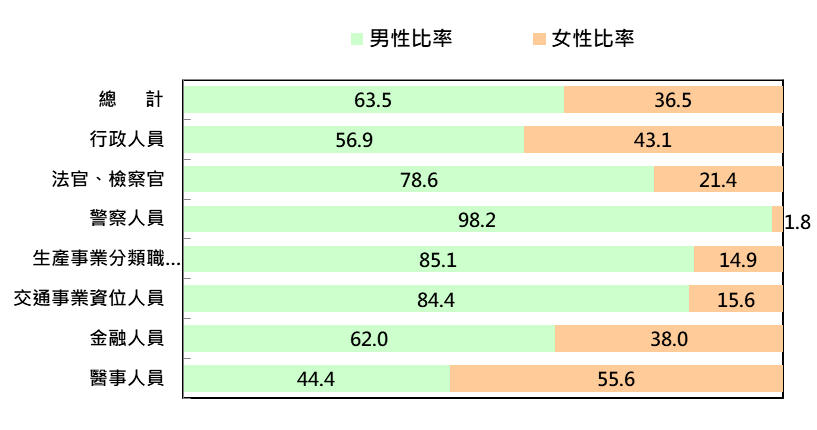 男性比率 女性比率
總 計 63.5 36.5
行政人員 56.9 43.1
法官、檢察官 78.6 21.4
警察人員 98.2 1.8
生產事業分類職... 85.1 14.9
交通事業資位人員 84.4 15.6
金融人員 62.0 38.0
醫事人員 44.4 55.6